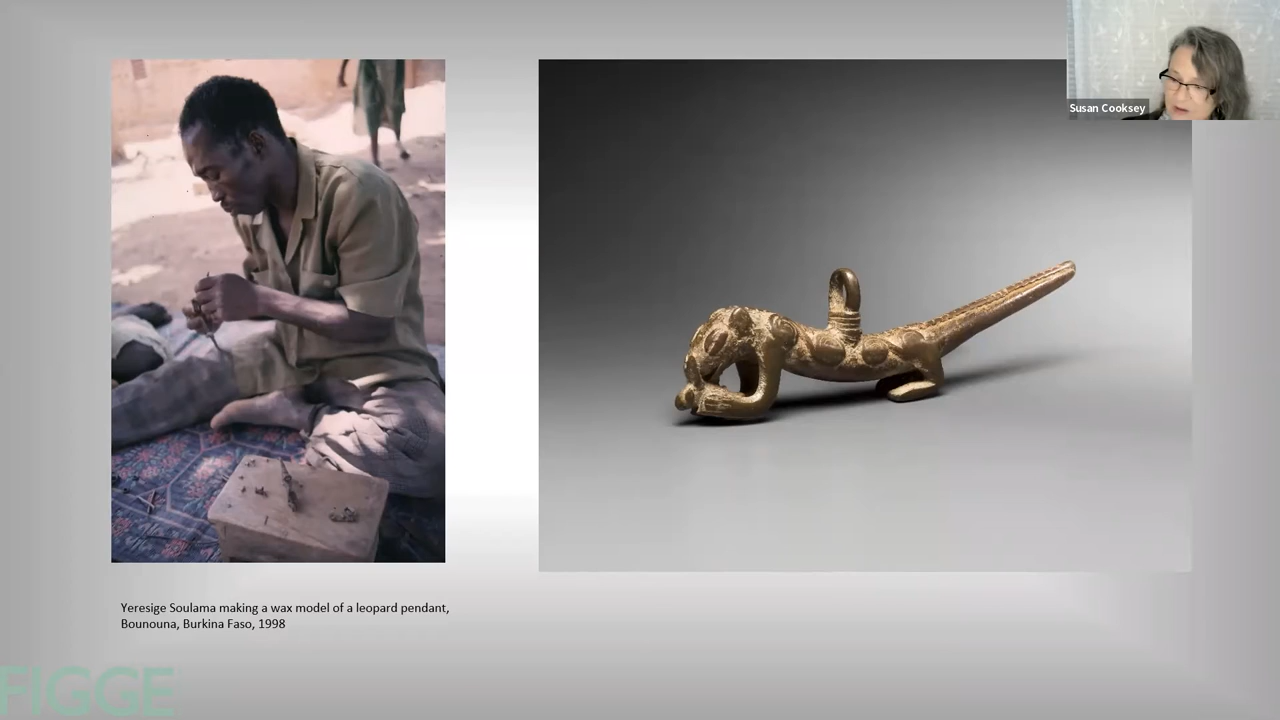 Susan Cooksey
Yeresige Soulama making a wax model of a leopard pendant,
Bounouna, Burkina Faso, 1998
FIGGE